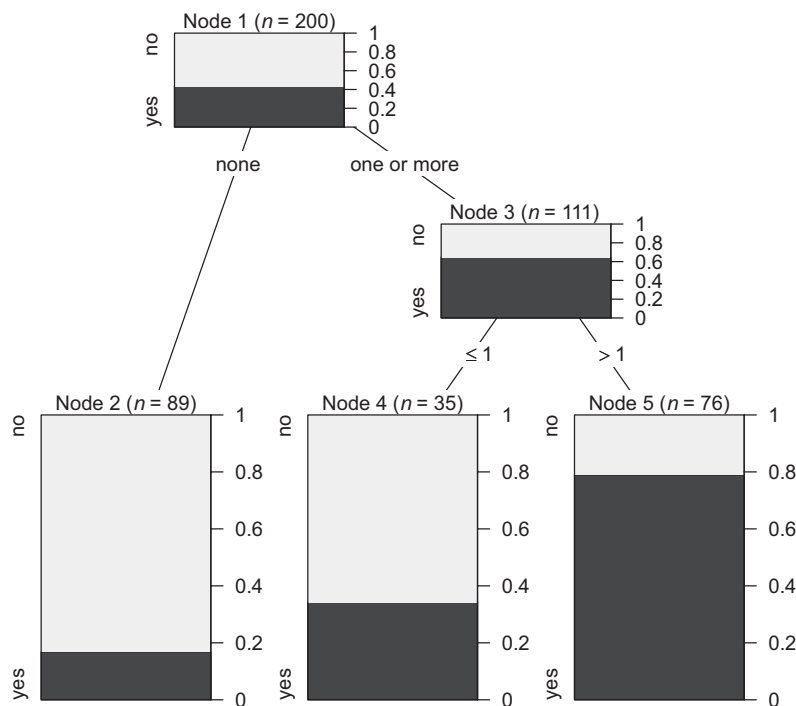 Node 1 (n = 200)
no
yes
1
0.8
0.6
0.4
0.2
0
none
one or more
Node 3 (n = 111)
no
yes
1
0.8
0.6
0.4
0.2
0
≤ 1
> 1
Node 2 (n = 89)
no
yes
1
0.8
0.6
0.4
0.2
0
Node 4 (n = 35)
no
yes
1
0.8
0.6
0.4
0.2
0
Node 5 (n = 76)
no
yes
1
0.8
0.6
0.4
0.2
0